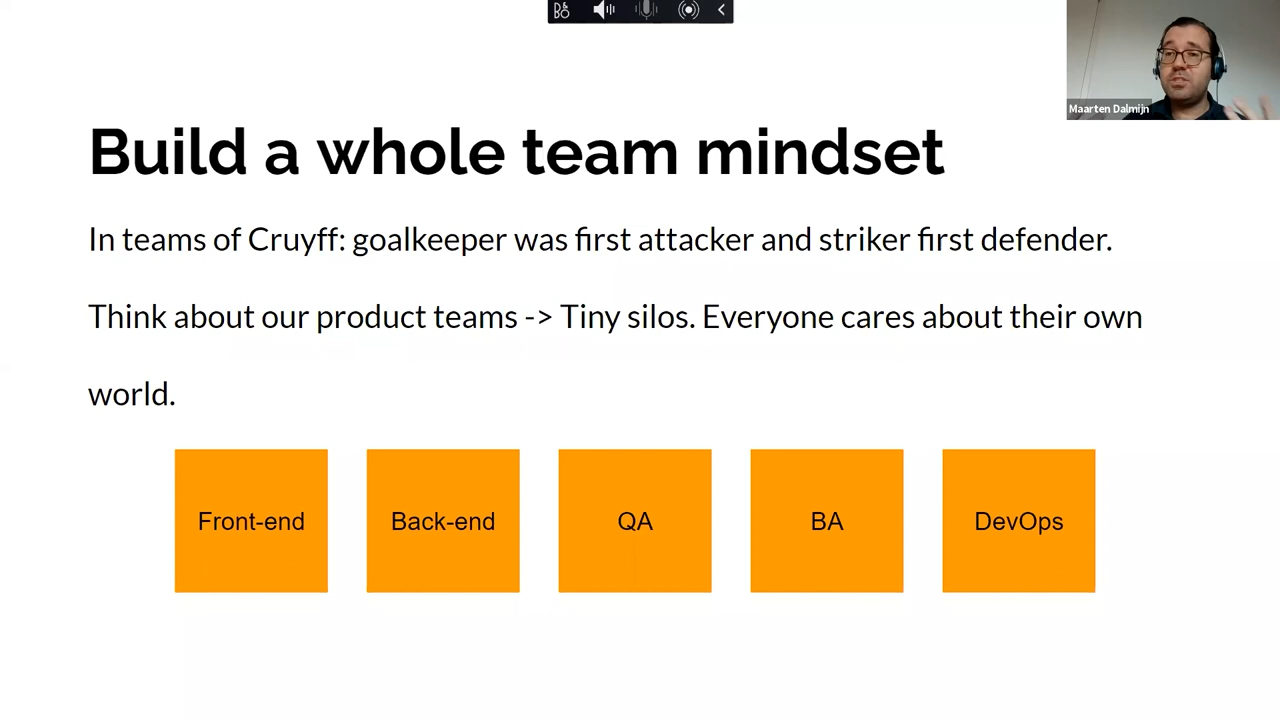 B&O
Maarten Dalmijn
Build a whole team mindset
In teams of Cruyff: goalkeeper was first attacker and striker first defender.
Think about our product teams -> Tiny silos. Everyone cares about their own
world.
Front-end
Back-end
QA
BA
DevOps